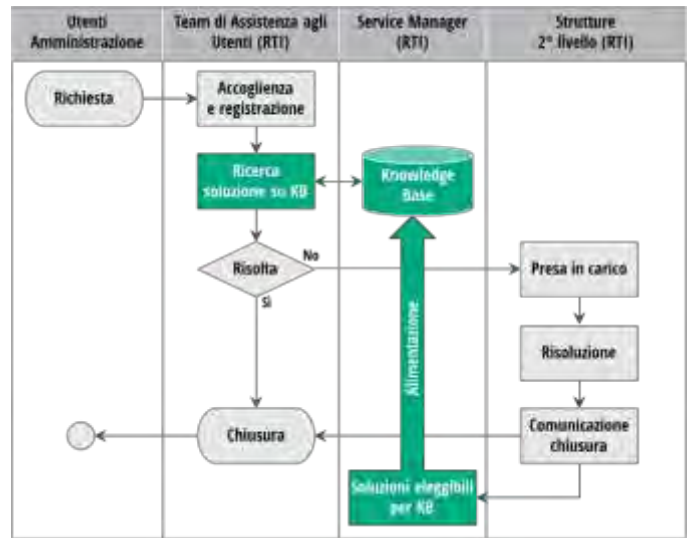 Utenti
Amministrazione
Team di Assistenza agli
Utenti (RTI)
Service Manager
(RTI)
Strutture
2° livello (RTI)
Richiesta
Accoglienza
e registrazione
Ricerca
soluzione su KB
Knowledge
Base
Risolta
No
Sì
Presa in carico
Alimentazione
Risoluzione
Chiusura
Comunicazione
chiusura
Soluzioni eleggibili
per KB